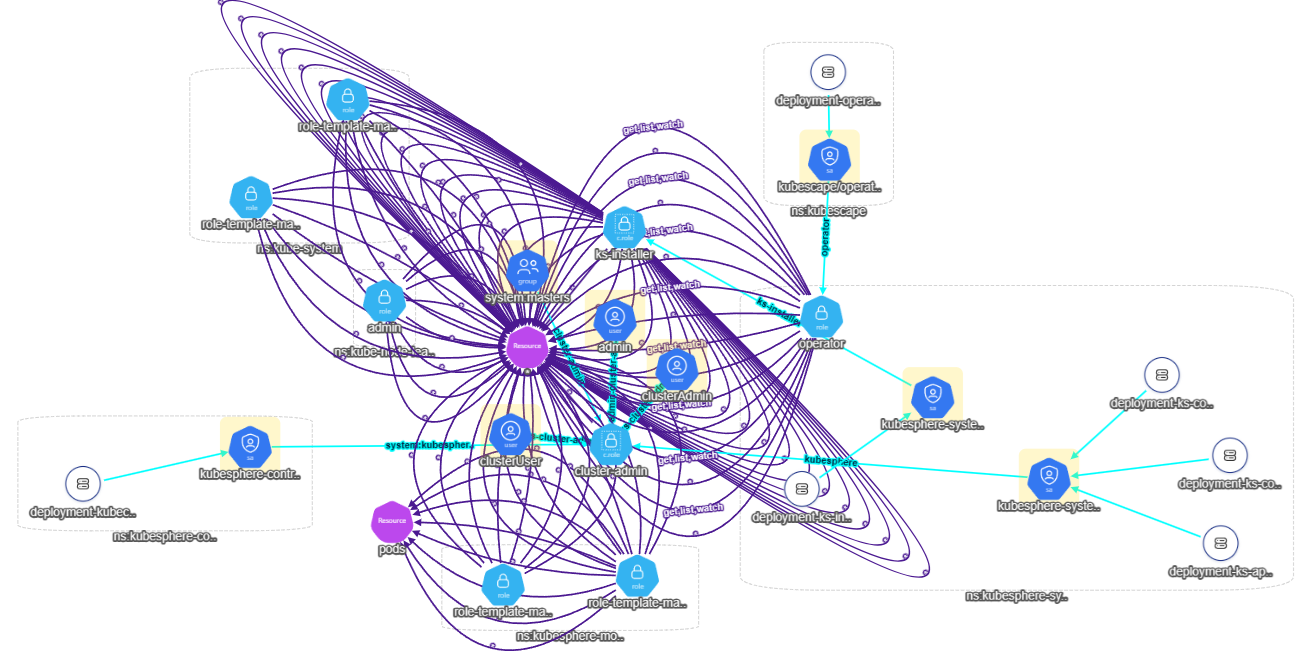 role
role-template-ma..
role
role-template-ma..
ns:kube-system
get,list,watch
get,list,watch
get,list,watch
c.role
ks-installer
group
system:masters
get,list,watch
user
admin
role
admin
ns:kube-node-lea..
Resource
*
get,list,watch
user
clusterAdmin
get,list,watch
cluster-admin
ks-installer
role
operator
deployment-opera..
sa
kubescape/operat..
ns:kubescape
operator
sa
kubesphere-syste..
deployment-ks-co..
sa
kubesphere-contr..
system:kubespher..
user
clusterUser
c.role
cluster-admin
get,list,watch
kubesphere
sa
kubesphere-syste..
deployment-ks-co..
deployment-kubec..
ns:kubesphere-co..
deployment-ks-in..
get,list,watch
Resource
pods
deployment-ks-ap..
role
role-template-ma..
role
role-template-ma..
ns:kubesphere-mo..
ns:kubesphere-sy..